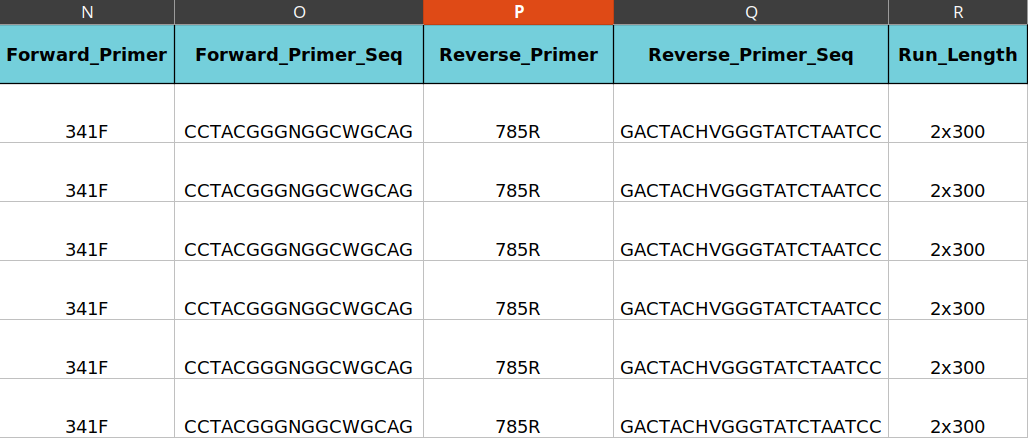 N O P Q R
Forward_Primer Forward_Primer_Seq Reverse_Primer Reverse_Primer_Seq Run_Length
341F CCTACGGGNGGCWGCAG 785R GACTACHVGGGTATCTAATCC 2x300
341F CCTACGGGNGGCWGCAG 785R GACTACHVGGGTATCTAATCC 2x300
341F CCTACGGGNGGCWGCAG 785R GACTACHVGGGTATCTAATCC 2x300
341F CCTACGGGNGGCWGCAG 785R GACTACHVGGGTATCTAATCC 2x300
341F CCTACGGGNGGCWGCAG 785R GACTACHVGGGTATCTAATCC 2x300
341F CCTACGGGNGGCWGCAG 785R GACTACHVGGGTATCTAATCC 2x300